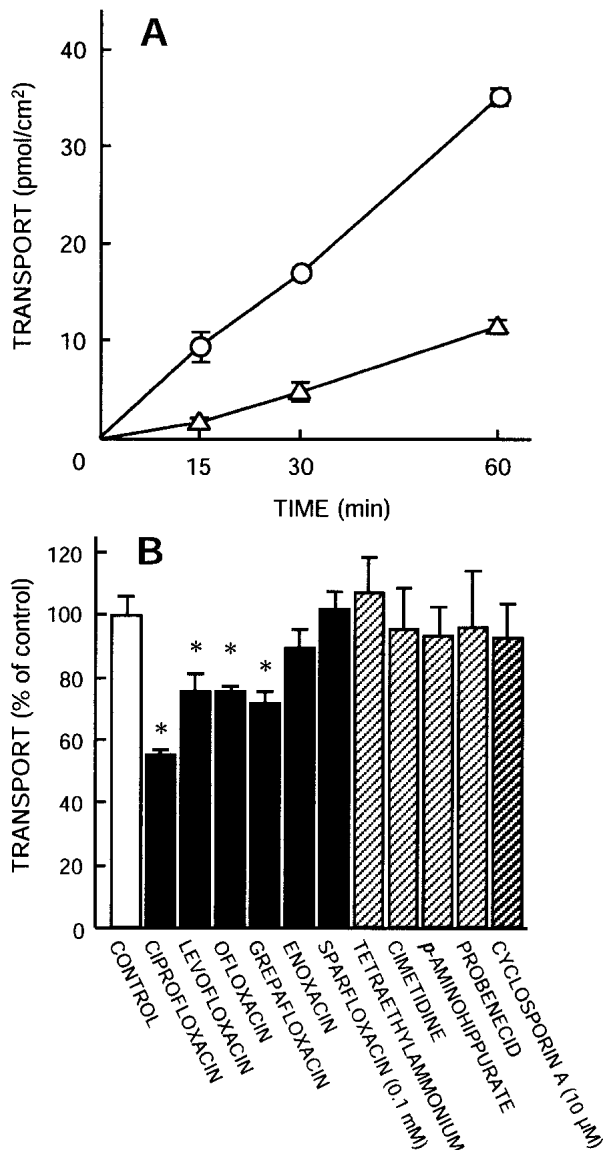 A
TRANSPORT (pmol/cm²)
40
30
20
10
0
15
30
60
TIME (min)
B
TRANSPORT (% of control)
120
100
80
60
40
20
0
*
*
*
*
CONTROL
CIPROFLOXACIN
LEVOFLOXACIN
OFLOXACIN
GREPAFLOXACIN
ENOXACIN
SPARFLOXACIN (0.1 mM)
TETRAETHYLAMMONIUM
CIMETIDINE
p-AMINOHIPPURATE
PROBENECID
CYCLOSPORIN A (10 μM)